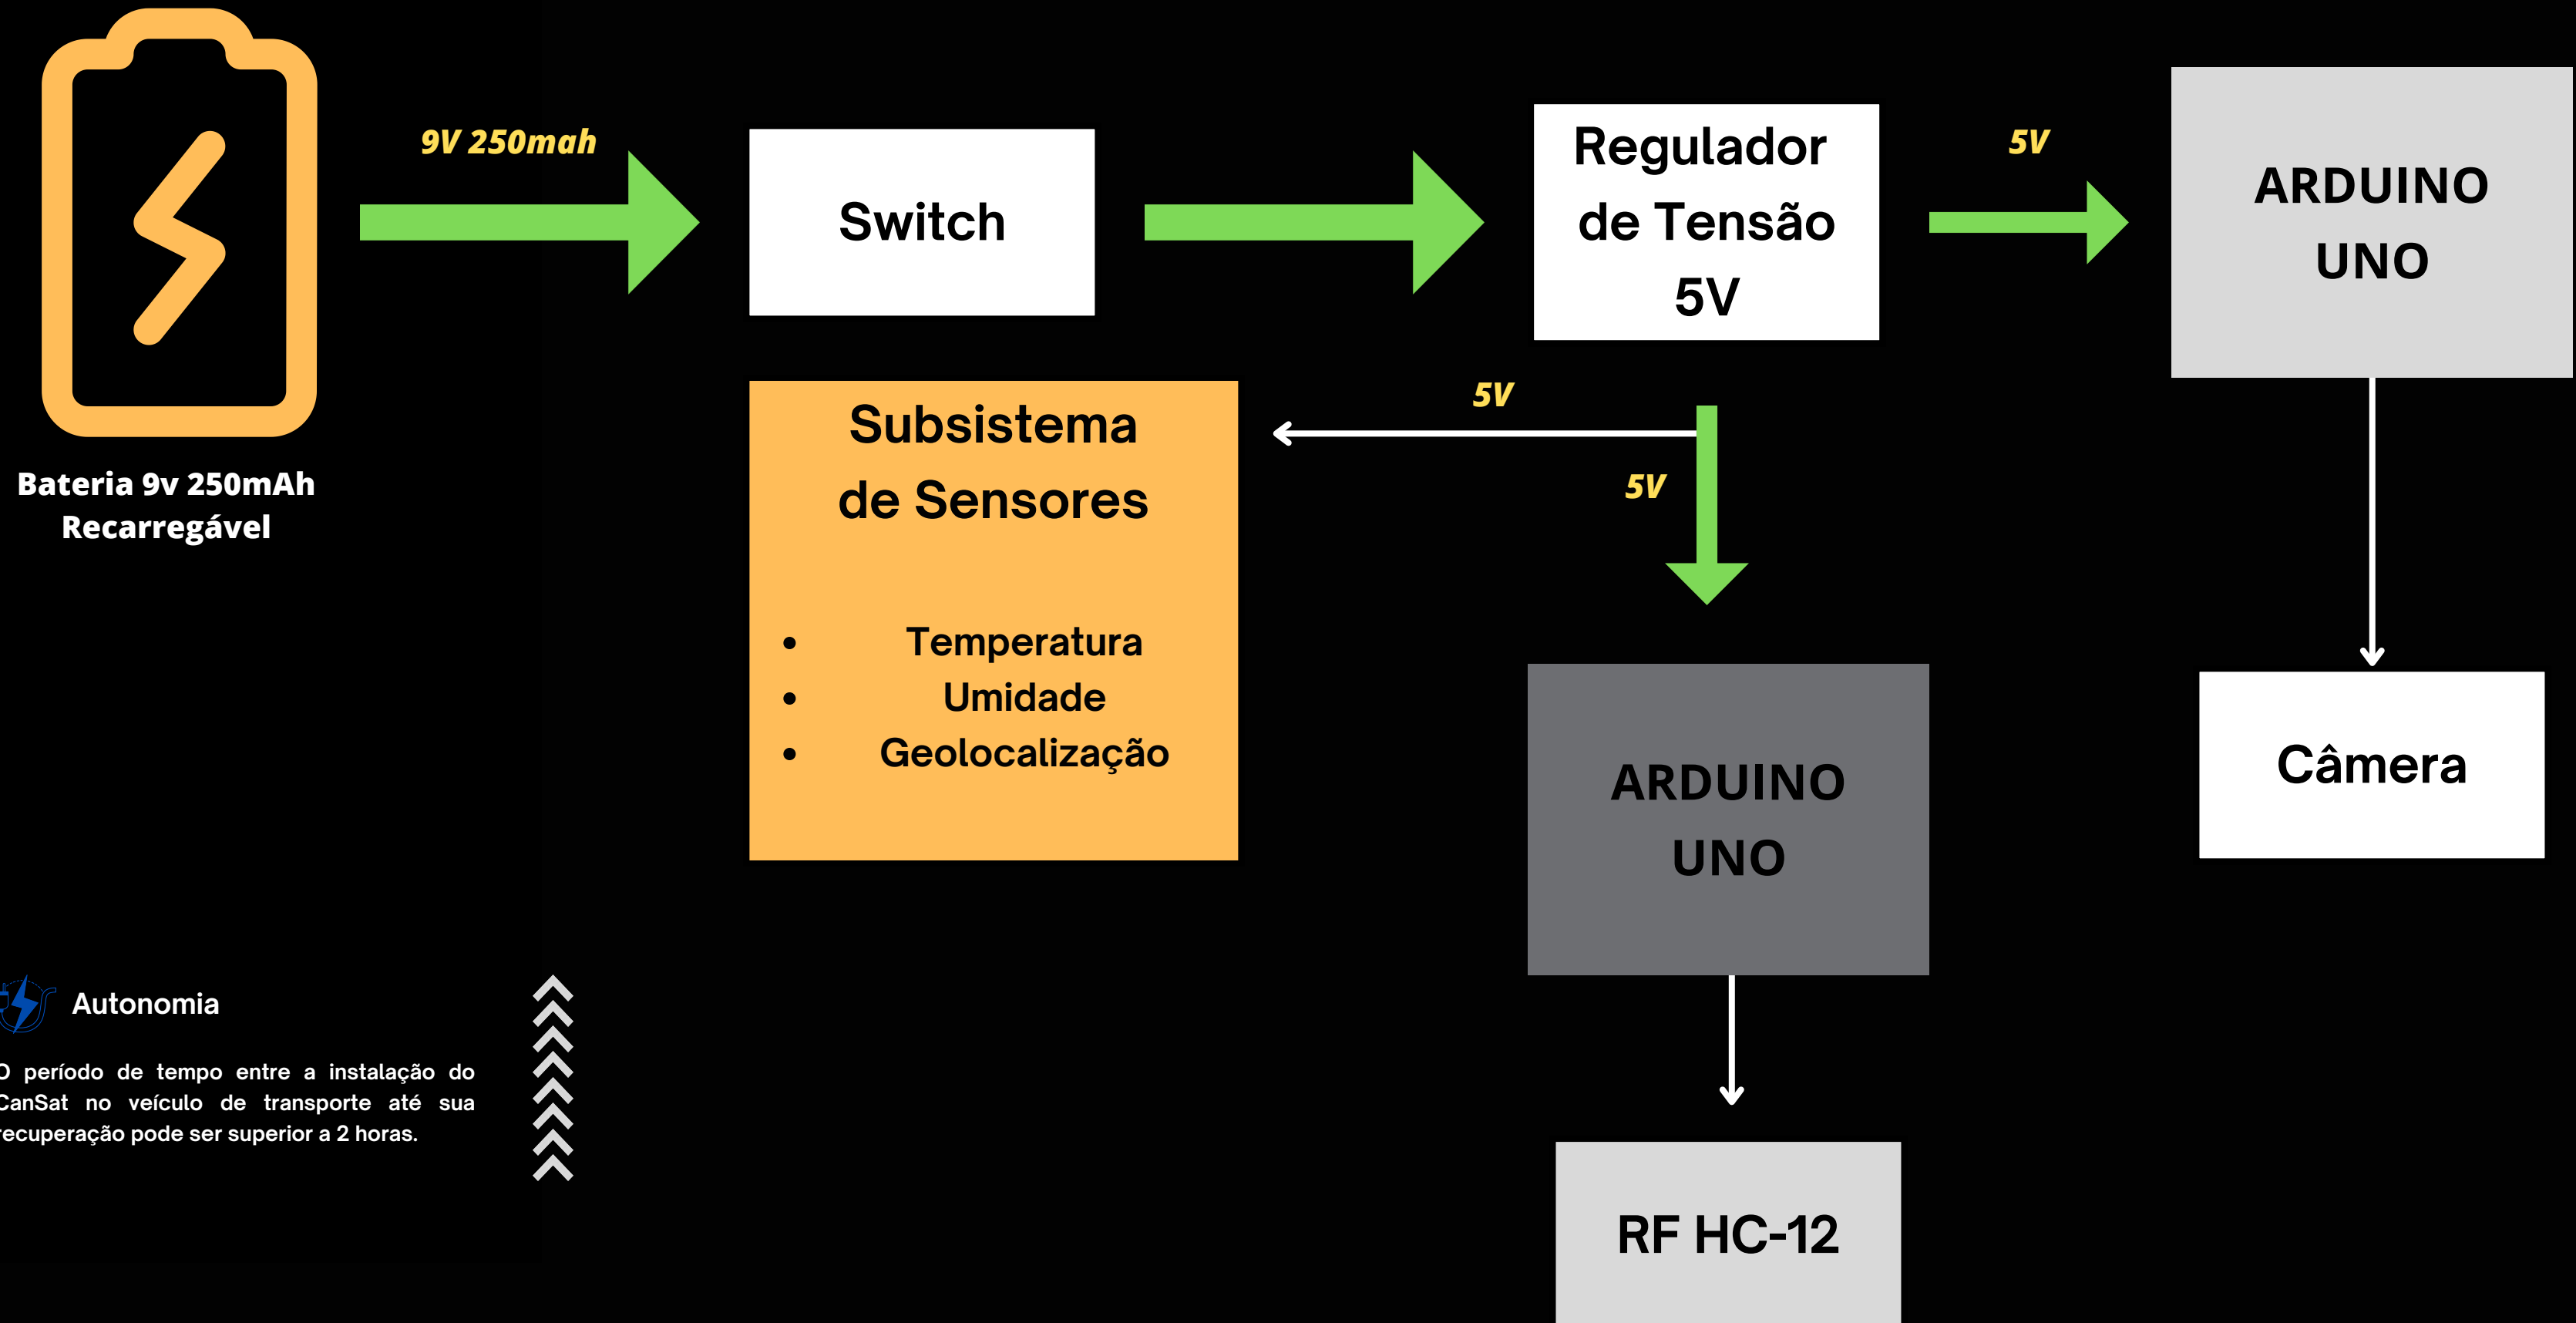 9V 250mah
Switch
Regulador
de Tensão
5V
5V
ARDUINO
UNO
Bateria 9v 250mAh
Recarregável
Subsistema
de Sensores
• Temperatura
• Umidade
• Geolocalização
5V
5V
ARDUINO
UNO
Câmera
RF HC-12
Autonomia
O período de tempo entre a instalação do
CanSat no veículo de transporte até sua
recuperação pode ser superior a 2 horas.